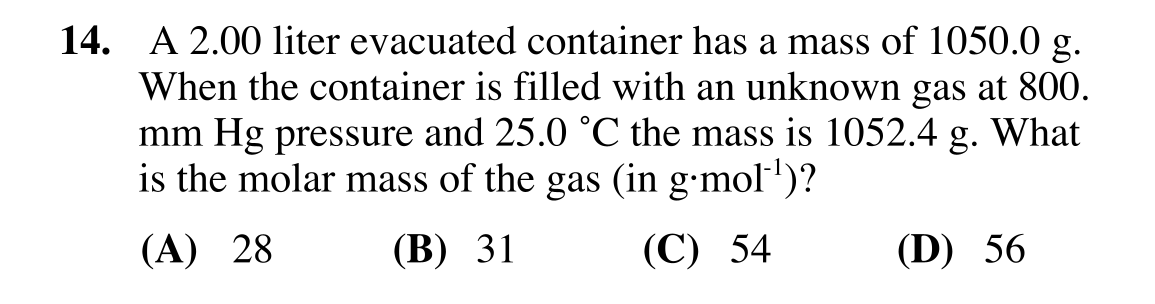 14. A 2.00 liter evacuated container has a mass of 1050.0 g.
When the container is filled with an unknown gas at 800.
mm Hg pressure and 25.0 ˚C the mass is 1052.4 g. What
is the molar mass of the gas (in g·mol⁻¹)?
(A) 28 (B) 31 (C) 54 (D) 56